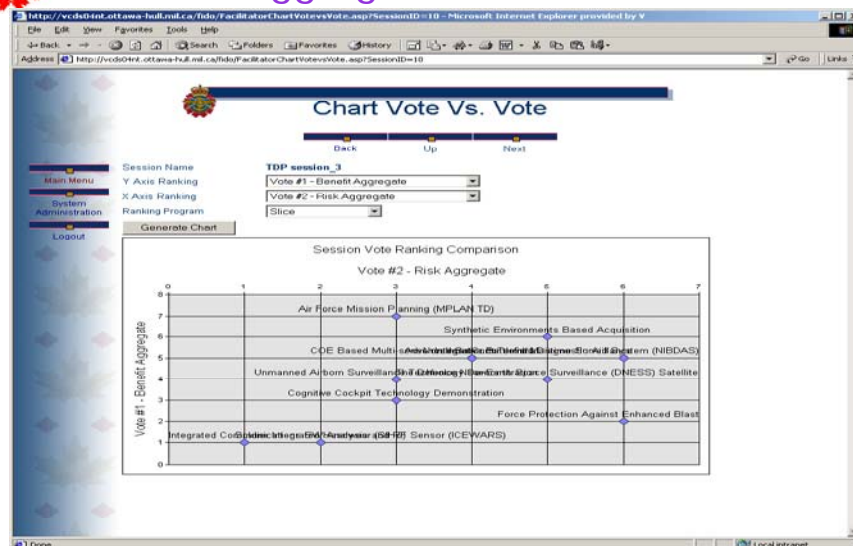 http://vcds04nt.ottawa-hull.mil.ca/fido/FacilitatorChartVotevsVote.asp?SessionID=10 - Microsoft Internet Explorer provided by V
File Edit View Favorites Tools Help
Back Search Folders Favorites History
Address http://vcds04nt.ottawa-hull.mil.ca/fido/FacilitatorChartVotevsVote.asp?SessionID=10 Go Links
Chart Vote Vs. Vote
Back Up Next
Main Menu
System Administration
Logout
Session Name TDP session_3
Y Axis Ranking Vote #1 - Benefit Aggregate
X Axis Ranking Vote #2 - Risk Aggregate
Ranking Program Slice
Generate Chart
Session Vote Ranking Comparison
Vote #2 - Risk Aggregate
0 1 2 3 4 5 6 7
Vote #1 - Benefit Aggregate
8
7
6
5
4
3
2
1
0
Air Force Mission Planning (MPLAN TD)
Synthetic Environments Based Acquisition
COE Based (NIBDAS)
Unmanned Airborn Surveillance Surveillance (DNESS) Satellite
Cognitive Cockpit Technology Demonstration
Force Protection Against Enhanced Blast
Integrated Sensor (ICEWARS)
Done Local intranet